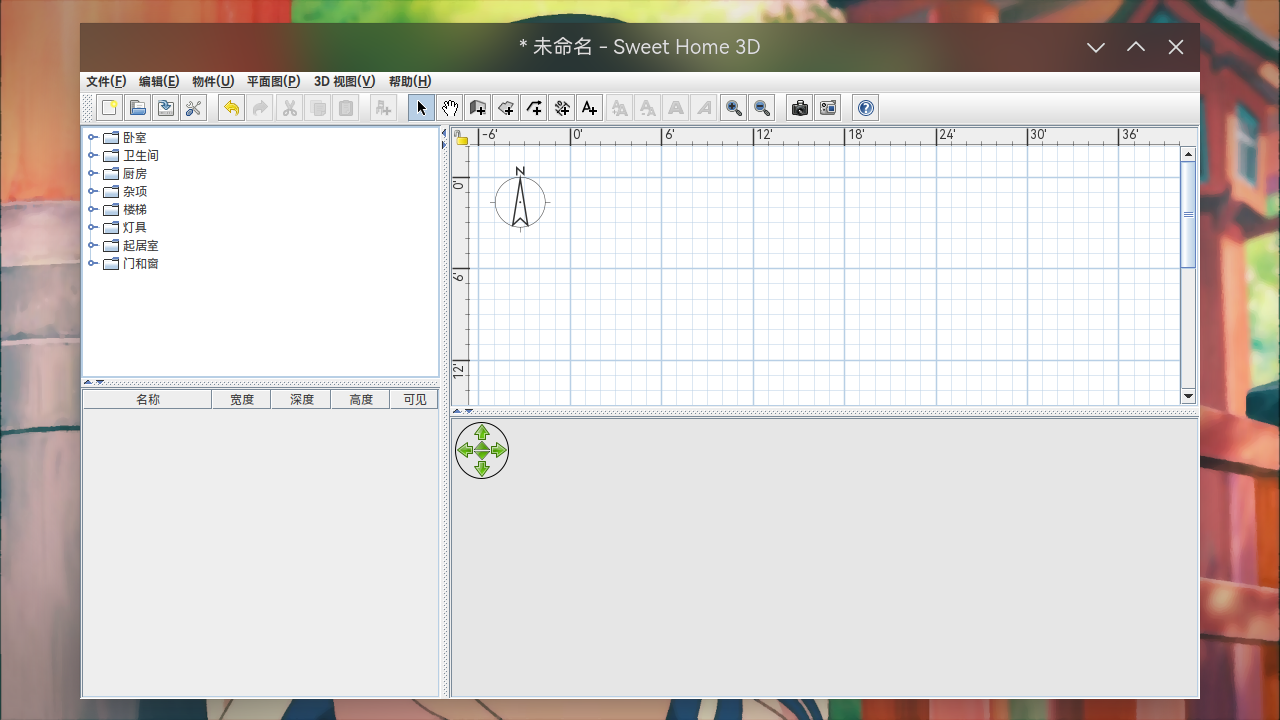 * 未命名 - Sweet Home 3D
文件(F) 编辑(E) 物件(U) 平面图(P) 3D 视图(V) 帮助(H)
卧室
卫生间
厨房
杂项
楼梯
灯具
起居室
门和窗
名称 宽度 深度 高度 可见
-6' 0' 6' 12' 18' 24' 30' 36'
0'
6'
12'
N